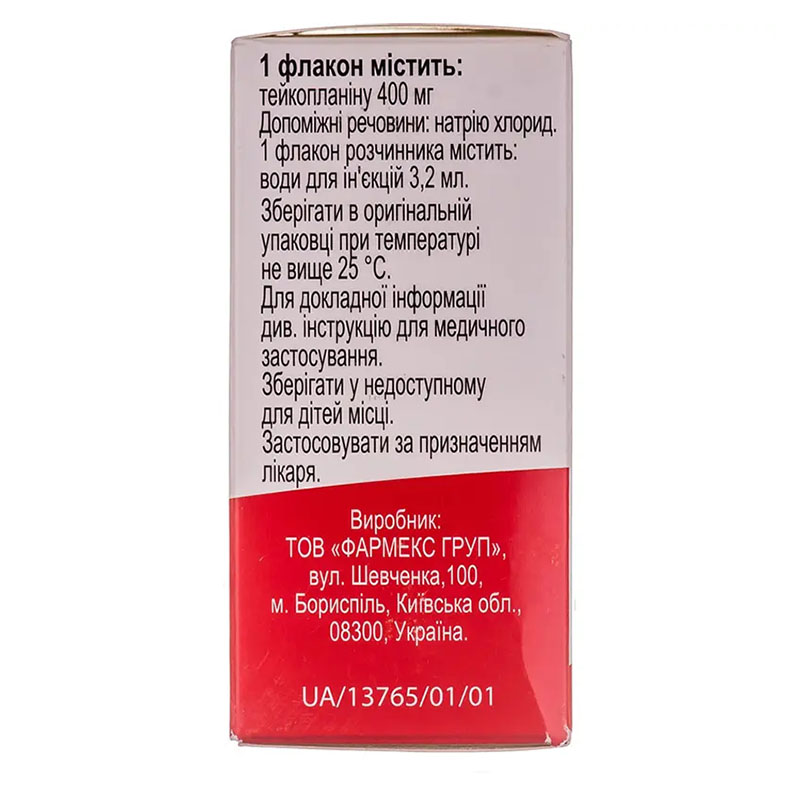 1 флакон містить:
тейкопланіну 400 мг
Допоміжні речовини: натрію хлорид.
1 флакон розчинника містить:
води для ін'єкцій 3,2 мл.
Зберігати в оригінальній
упаковці при температурі
не вище 25 °С.
Для докладної інформації
див. інструкцію для медичного
застосування.
Зберігати у недоступному
для дітей місці.
Застосовувати за призначенням
лікаря.
Виробник:
ТОВ «ФАРМЕКС ГРУП»,
вул. Шевченка,100,
м. Бориспіль, Київська обл.,
08300, Україна.
UA/13765/01/01